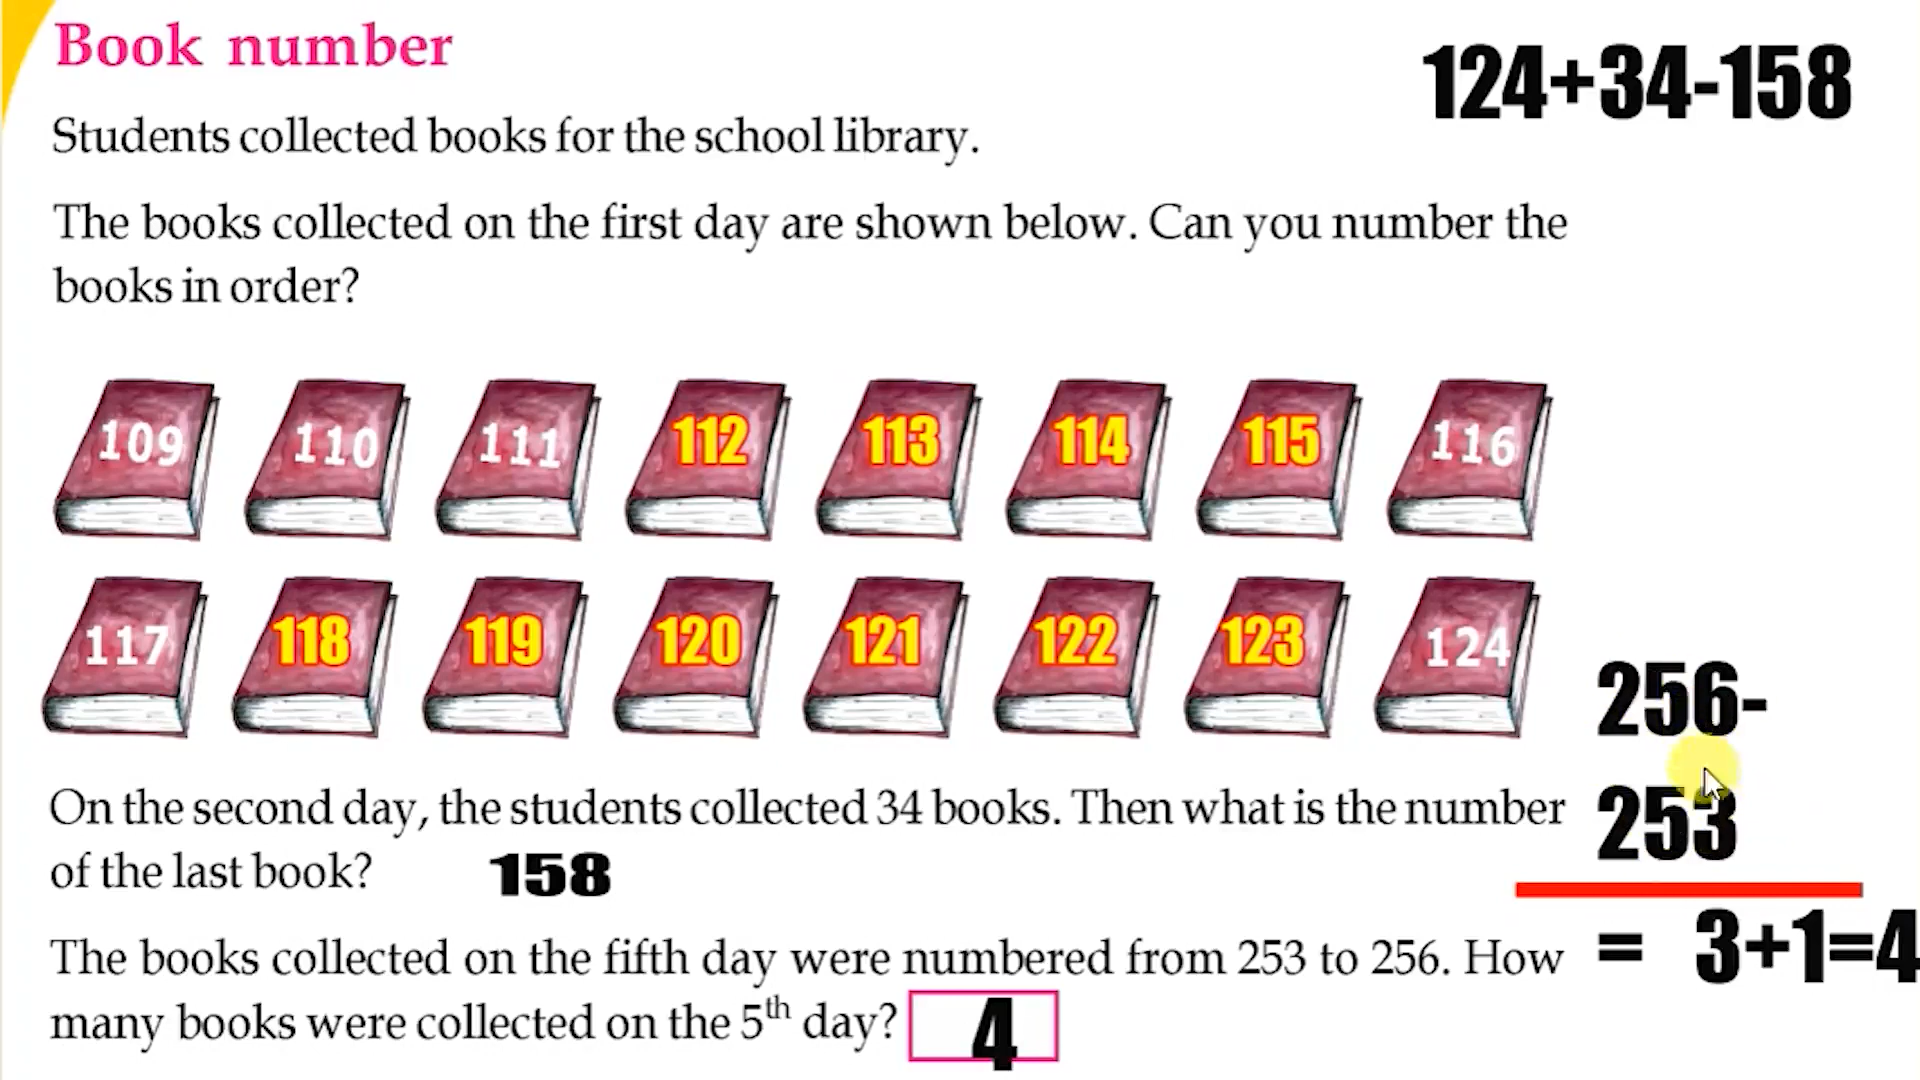 Book number
124+34-158
Students collected books for the school library.
The books collected on the first day are shown below. Can you number the
books in order?
109 110 111 112 113 114 115 116
117 118 119 120 121 122 123 124
256-
253
On the second day, the students collected 34 books. Then what is the number
of the last book? 158
= 3+1=4
The books collected on the fifth day were numbered from 253 to 256. How
many books were collected on the 5th day? 4